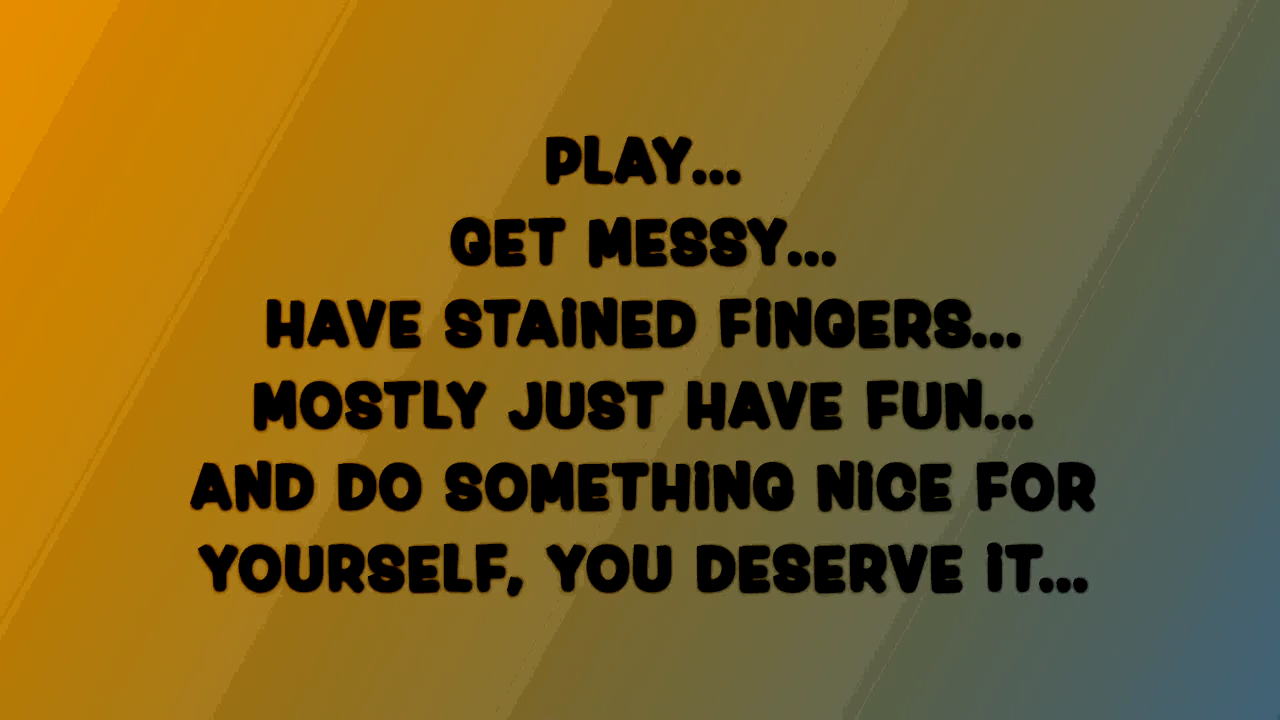 PLAY...
GET MESSY...
HAVE STAINED FINGERS...
MOSTLY JUST HAVE FUN...
AND DO SOMETHING NICE FOR
YOURSELF, YOU DESERVE IT...